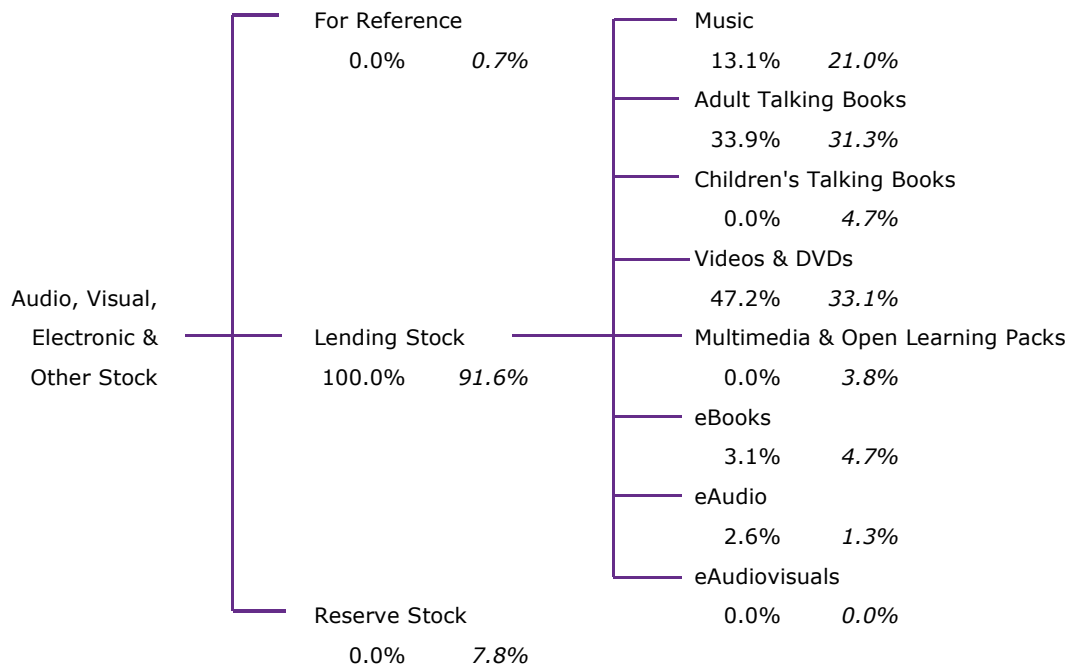 For Reference
0.0% 0.7%
Audio, Visual,
Electronic &
Other Stock
Lending Stock
100.0% 91.6%
Reserve Stock
0.0% 7.8%
Music
13.1% 21.0%
Adult Talking Books
33.9% 31.3%
Children's Talking Books
0.0% 4.7%
Videos & DVDs
47.2% 33.1%
Multimedia & Open Learning Packs
0.0% 3.8%
eBooks
3.1% 4.7%
eAudio
2.6% 1.3%
eAudiovisuals
0.0% 0.0%